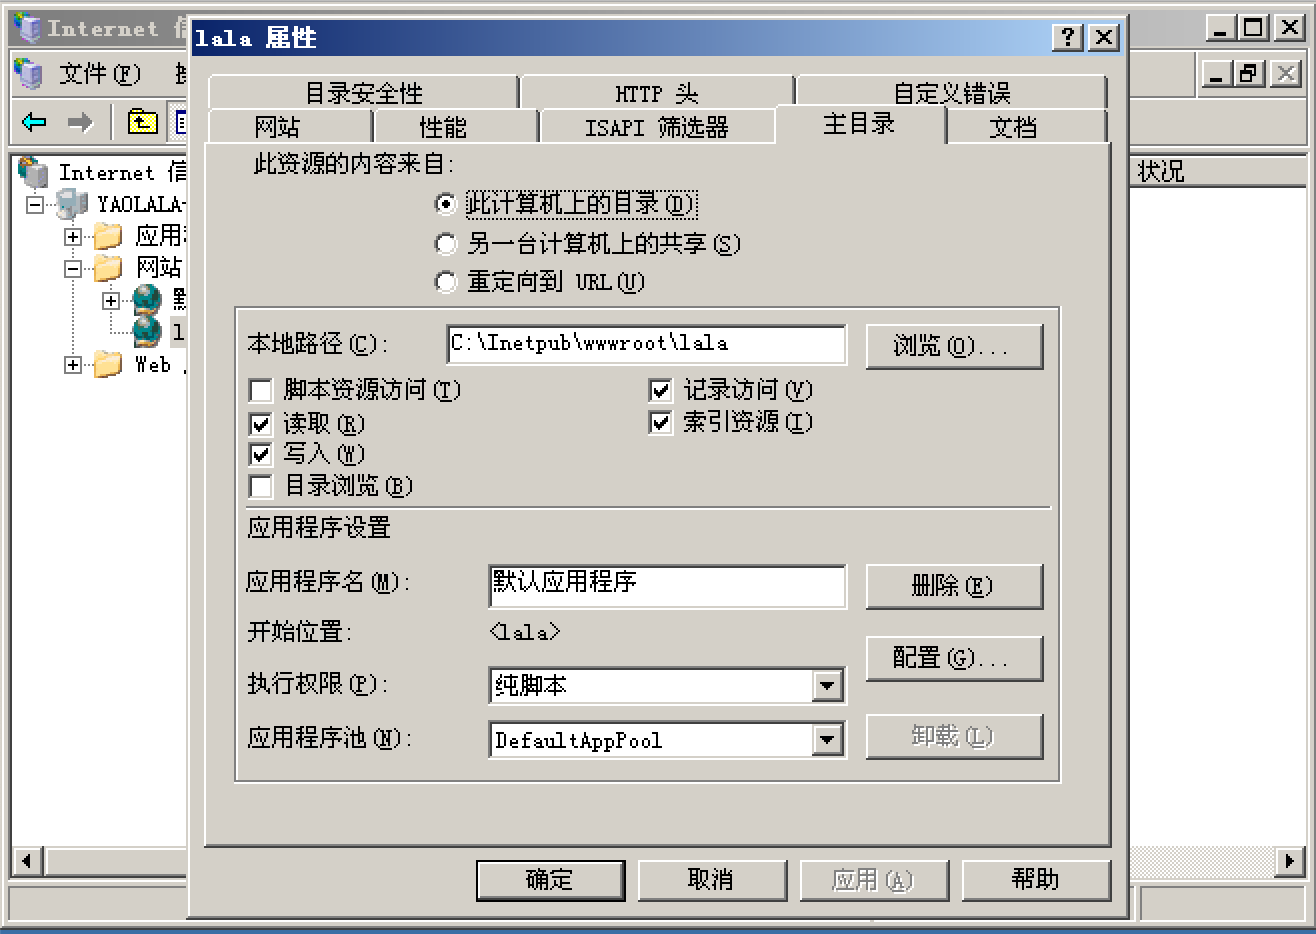 Internet 信
lala 属性
文件(F)
目录安全性 HTTP 头 自定义错误
网站 性能 ISAPI 筛选器 主目录 文档
此资源的内容来自:
Internet 信
状况
YAOLALA-
此计算机上的目录(D)
应用
另一台计算机上的共享(S)
网站
重定向到 URL(U)
本地路径(C): C:\Inetpub\wwwroot\lala 浏览(O)...
Web
脚本资源访问(T) 记录访问(V)
读取(R) 索引资源(I)
写入(W)
目录浏览(B)
应用程序设置
应用程序名(M): 默认应用程序 删除(E)
开始位置: <lala>
配置(G)...
执行权限(P): 纯脚本
应用程序池(N): DefaultAppPool 卸载(L)
确定 取消 应用(A) 帮助